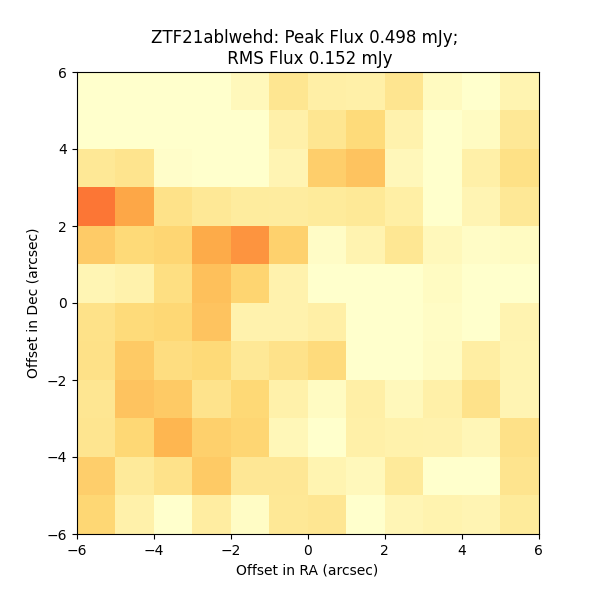 ZTF21ablwehd: Peak Flux 0.498 mJy;
RMS Flux 0.152 mJy
6
4
2
0
−2
−4
−6
Offset in Dec (arcsec)
−6 −4 −2 0 2 4 6
Offset in RA (arcsec)